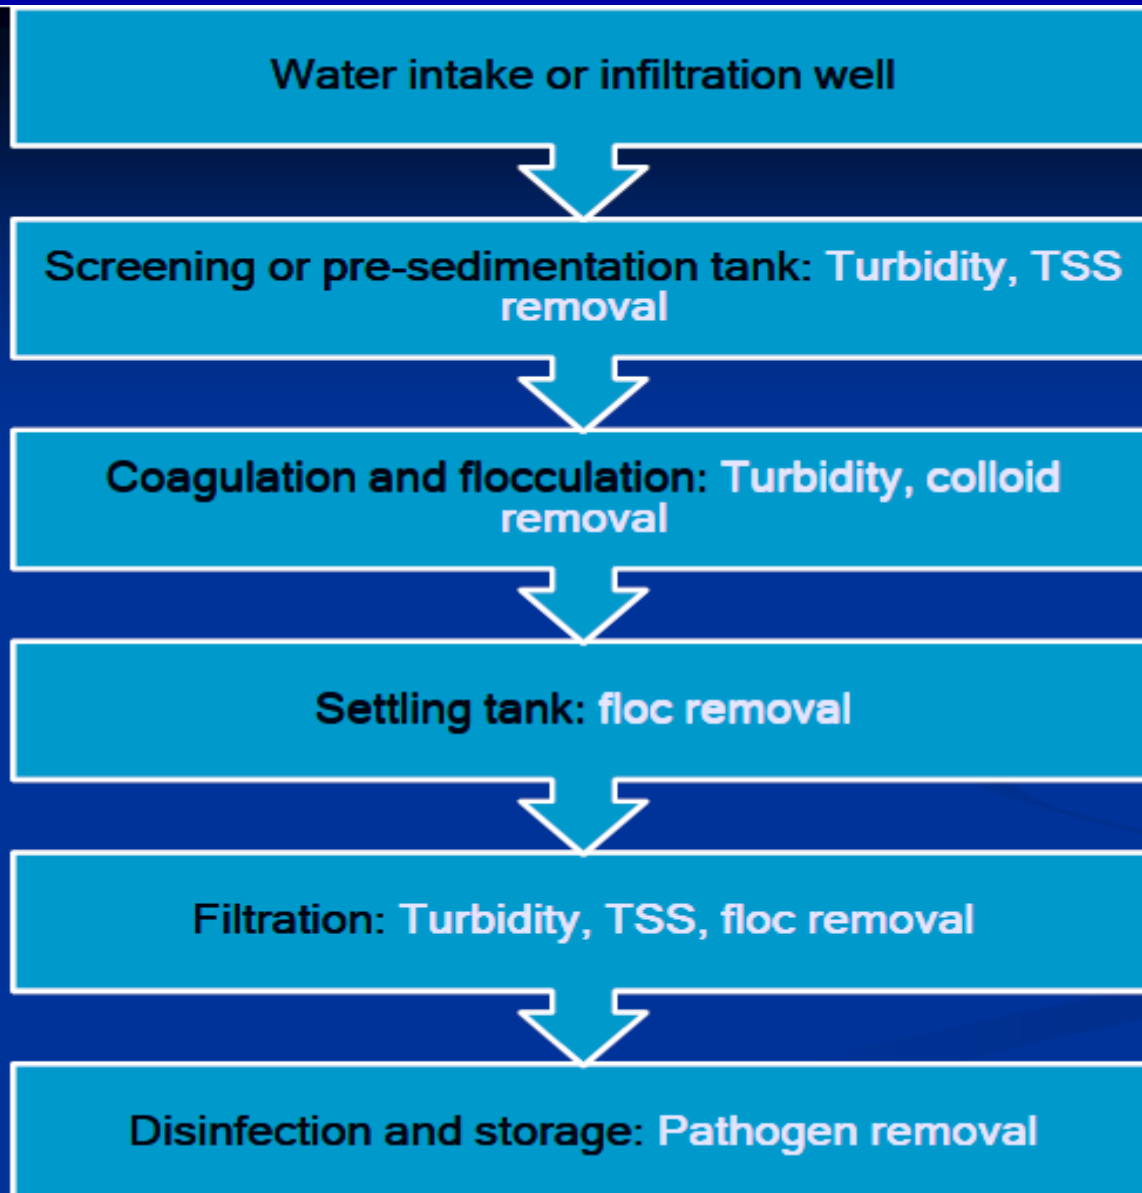 Water intake or infiltration well
Screening or pre-sedimentation tank: Turbidity, TSS
removal
Coagulation and flocculation: Turbidity, colloid
removal
Settling tank: floc removal
Filtration: Turbidity, TSS, floc removal
Disinfection and storage: Pathogen removal